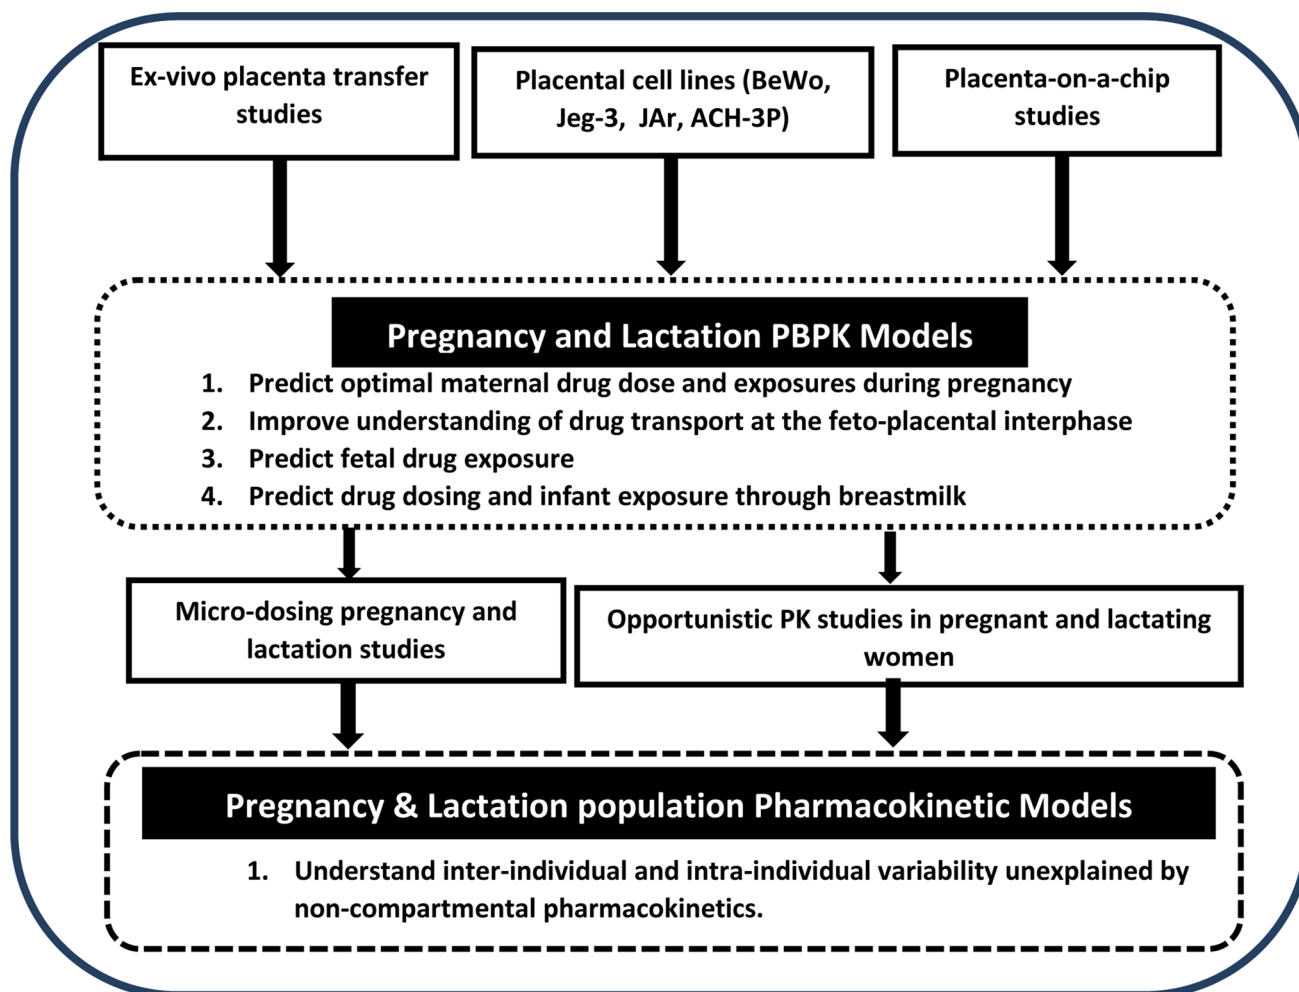 Ex-vivo placenta transfer
studies
Placental cell lines (BeWo,
Jeg-3, JAr, ACH-3P)
Placenta-on-a-chip
studies
Pregnancy and Lactation PBPK Models
1. Predict optimal maternal drug dose and exposures during pregnancy
2. Improve understanding of drug transport at the feto-placental interphase
3. Predict fetal drug exposure
4. Predict drug dosing and infant exposure through breastmilk
Micro-dosing pregnancy and
lactation studies
Opportunistic PK studies in pregnant and lactating
women
Pregnancy & Lactation population Pharmacokinetic Models
1. Understand inter-individual and intra-individual variability unexplained by
non-compartmental pharmacokinetics.